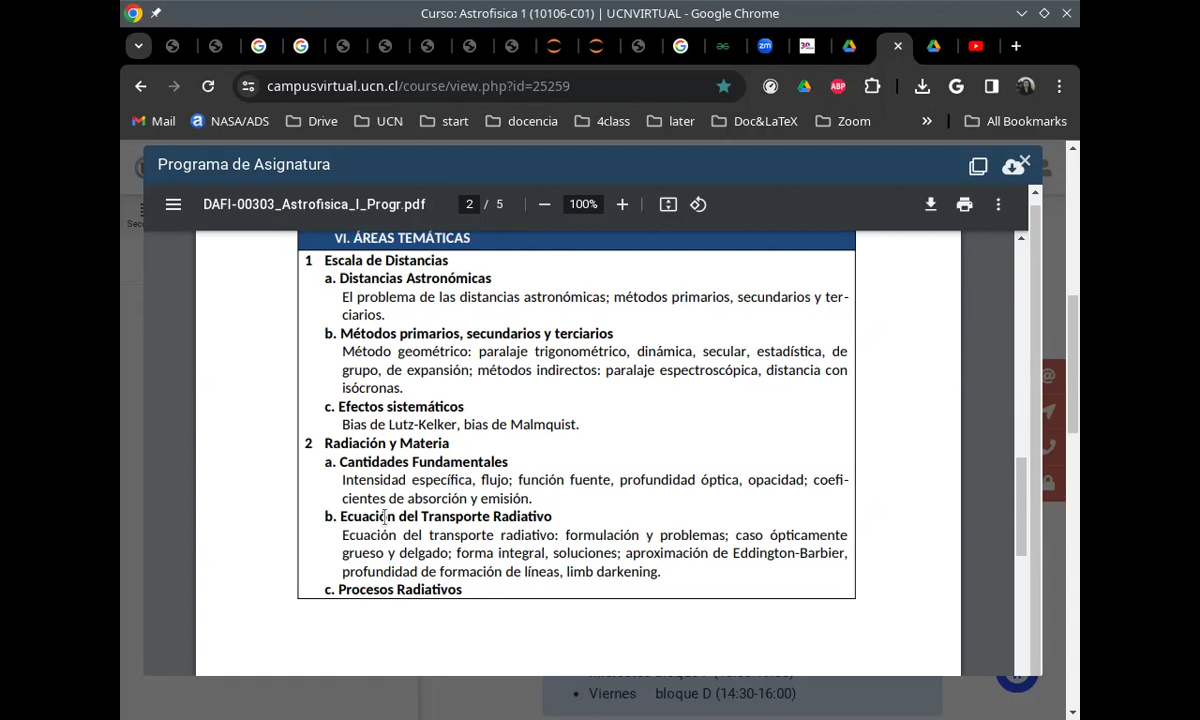 Curso: Astrofisica 1 (10106-C01) | UCNVIRTUAL - Google Chrome
campusvirtual.ucn.cl/course/view.php?id=25259
Mail NASA/ADS Drive UCN start docencia 4class later Doc&LaTeX Zoom » All Bookmarks
Programa de Asignatura
DAFI-00303_Astrofisica_I_Progr.pdf 2 / 5 100%
VI. ÁREAS TEMÁTICAS
1 Escala de Distancias
a. Distancias Astronómicas
El problema de las distancias astronómicas; métodos primarios, secundarios y ter-
ciarios.
b. Métodos primarios, secundarios y terciarios
Método geométrico: paralaje trigonométrico, dinámica, secular, estadística, de
grupo, de expansión; métodos indirectos: paralaje espectroscópica, distancia con
isócronas.
c. Efectos sistemáticos
Bias de Lutz-Kelker, bias de Malmquist.
2 Radiación y Materia
a. Cantidades Fundamentales
Intensidad específica, flujo; función fuente, profundidad óptica, opacidad; coefi-
cientes de absorción y emisión.
b. Ecuación del Transporte Radiativo
Ecuación del transporte radiativo: formulación y problemas; caso ópticamente
grueso y delgado; forma integral, soluciones; aproximación de Eddington-Barbier,
profundidad de formación de líneas, limb darkening.
c. Procesos Radiativos
• Viernes bloque D (14:30-16:00)